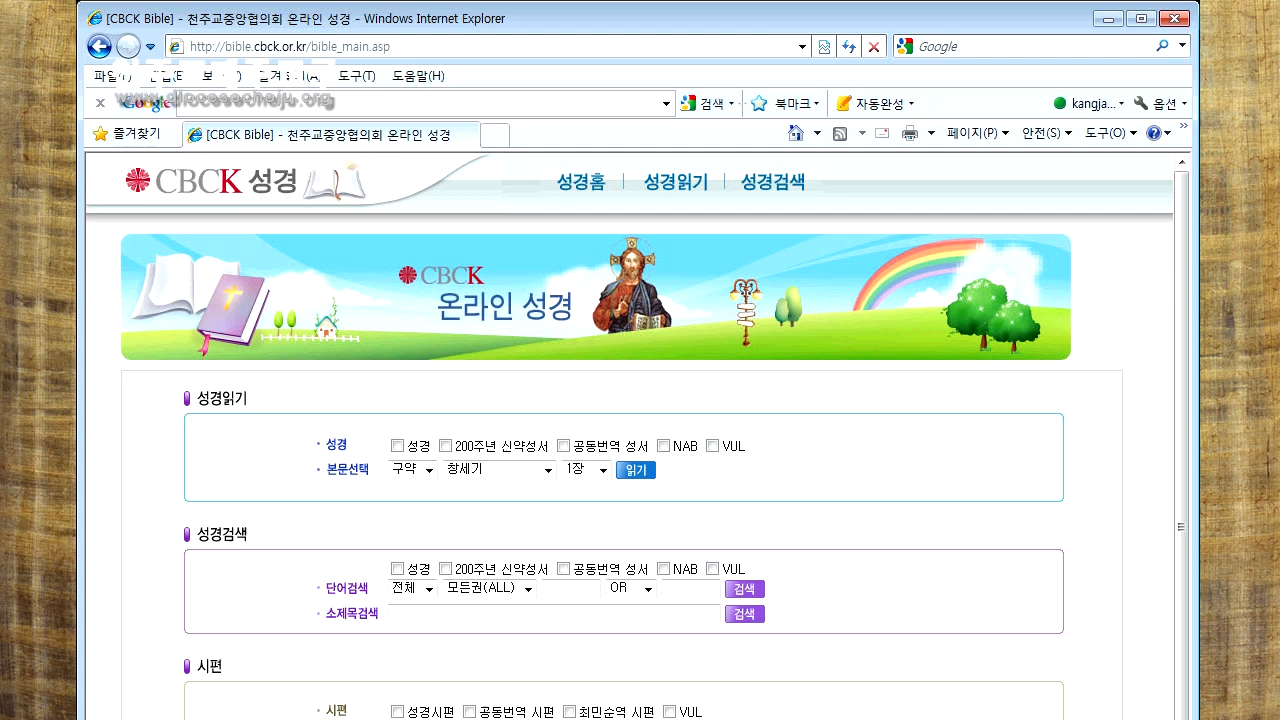 [CBCK Bible] - 천주교중앙협의회 온라인 성경 - Windows Internet Explorer
http://bible.cbck.or.kr/bible_main.asp
Google
도구(T) 도움말(H)
www.diocesecheju.org
Google 검색 북마크 자동완성 kangja... 옵션
즐겨찾기 [CBCK Bible] - 천주교중앙협의회 온라인 성경 페이지(P) 안전(S) 도구(O)
CBCK 성경 성경홈 성경읽기 성경검색
CBCK
온라인 성경
성경읽기
성경 성경 200주년 신약성서 공동번역 성서 NAB VUL
본문선택 구약 창세기 1장 읽기
성경검색
성경 200주년 신약성서 공동번역 성서 NAB VUL
단어검색 전체 모든권(ALL) OR 검색
소제목검색 검색
시편
시편 성경시편 공동번역 시편 최민순역 시편 VUL